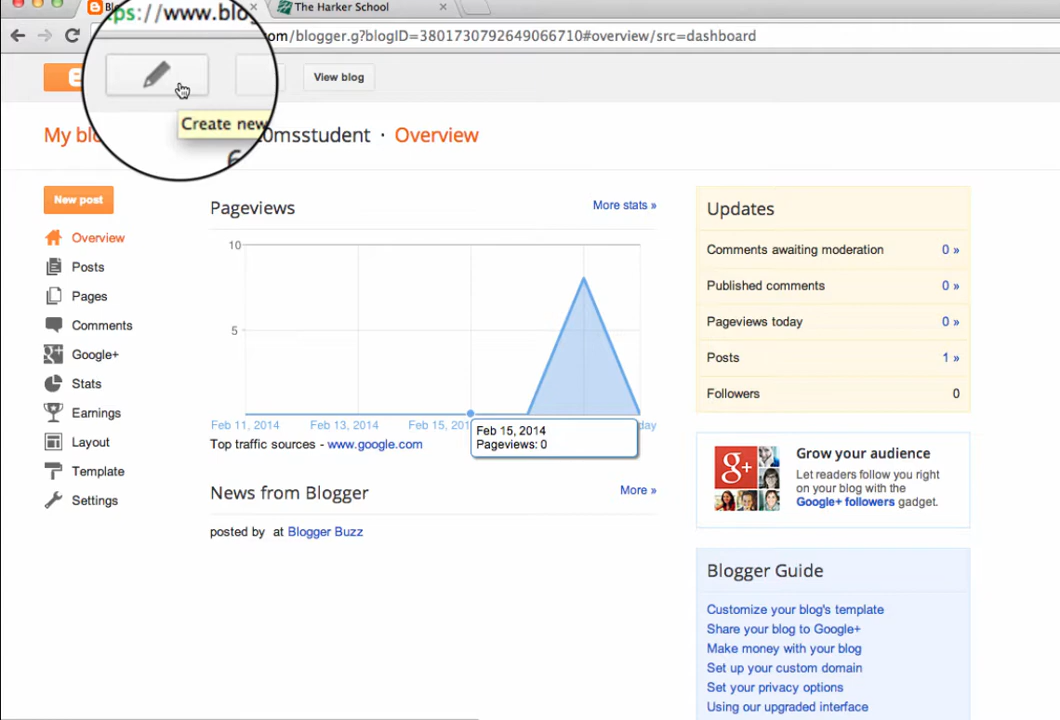 The Harker School
ps://www.blo
om/blogger.g?blogID=3801730792649066710#overview/src=dashboard
View blog
Create new
My blo 0msstudent · Overview
New post
Overview
Posts
Pages
Comments
Google+
Stats
Earnings
Layout
Template
Settings
Pageviews
More stats »
10
5
Feb 11, 2014 Feb 13, 2014 Feb 15, 201 day
Feb 15, 2014
Pageviews: 0
Top traffic sources - www.google.com
News from Blogger
More »
posted by at Blogger Buzz
Updates
Comments awaiting moderation 0 »
Published comments 0 »
Pageviews today 0 »
Posts 1 »
Followers 0
Grow your audience
Let readers follow you right
on your blog with the
Google+ followers gadget.
Blogger Guide
Customize your blog's template
Share your blog to Google+
Make money with your blog
Set up your custom domain
Set your privacy options
Using our upgraded interface